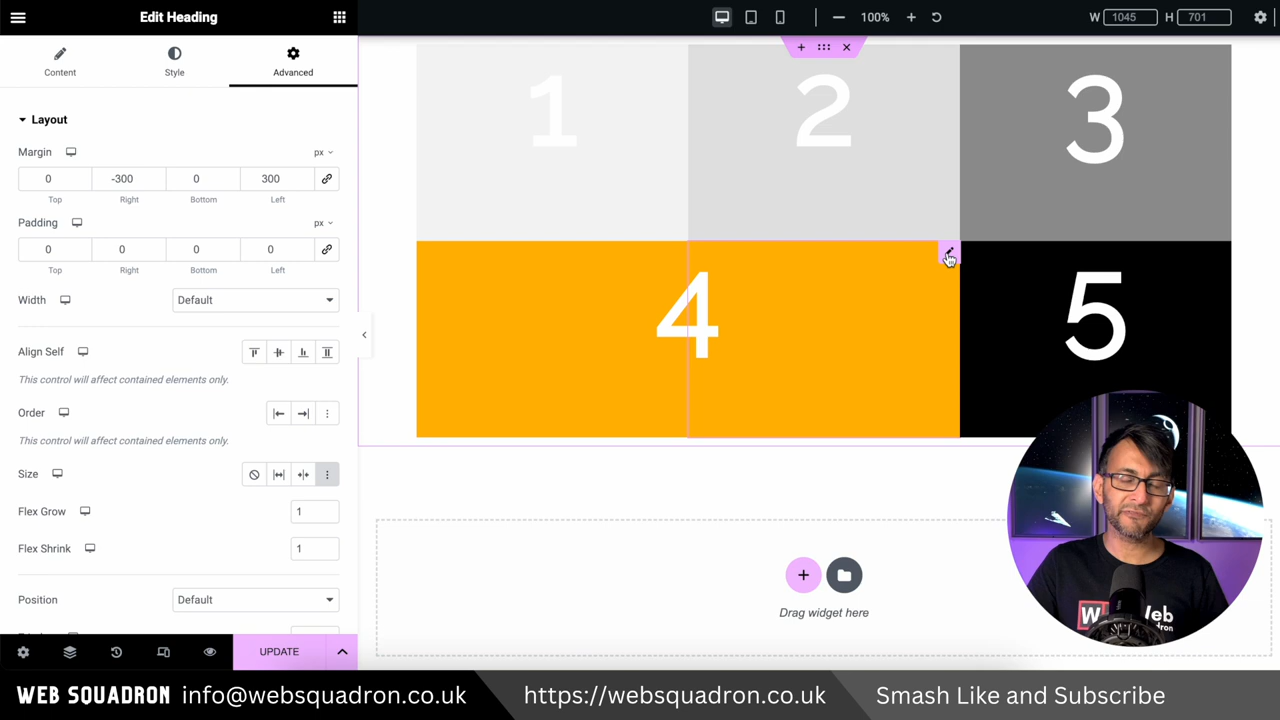 Edit Heading
100%
W 1045 H 701
Content Style Advanced
Layout
Margin px
0 -300 0 300
Top Right Bottom Left
Padding px
0 0 0 0
Top Right Bottom Left
Width Default
Align Self
This control will affect contained elements only.
Order
This control will affect contained elements only.
Size
Flex Grow 1
Flex Shrink 1
Position Default
UPDATE
1 2 3
4 5
Drag widget here
WEB SQUADRON info@websquadron.co.uk https://websquadron.co.uk Smash Like and Subscribe